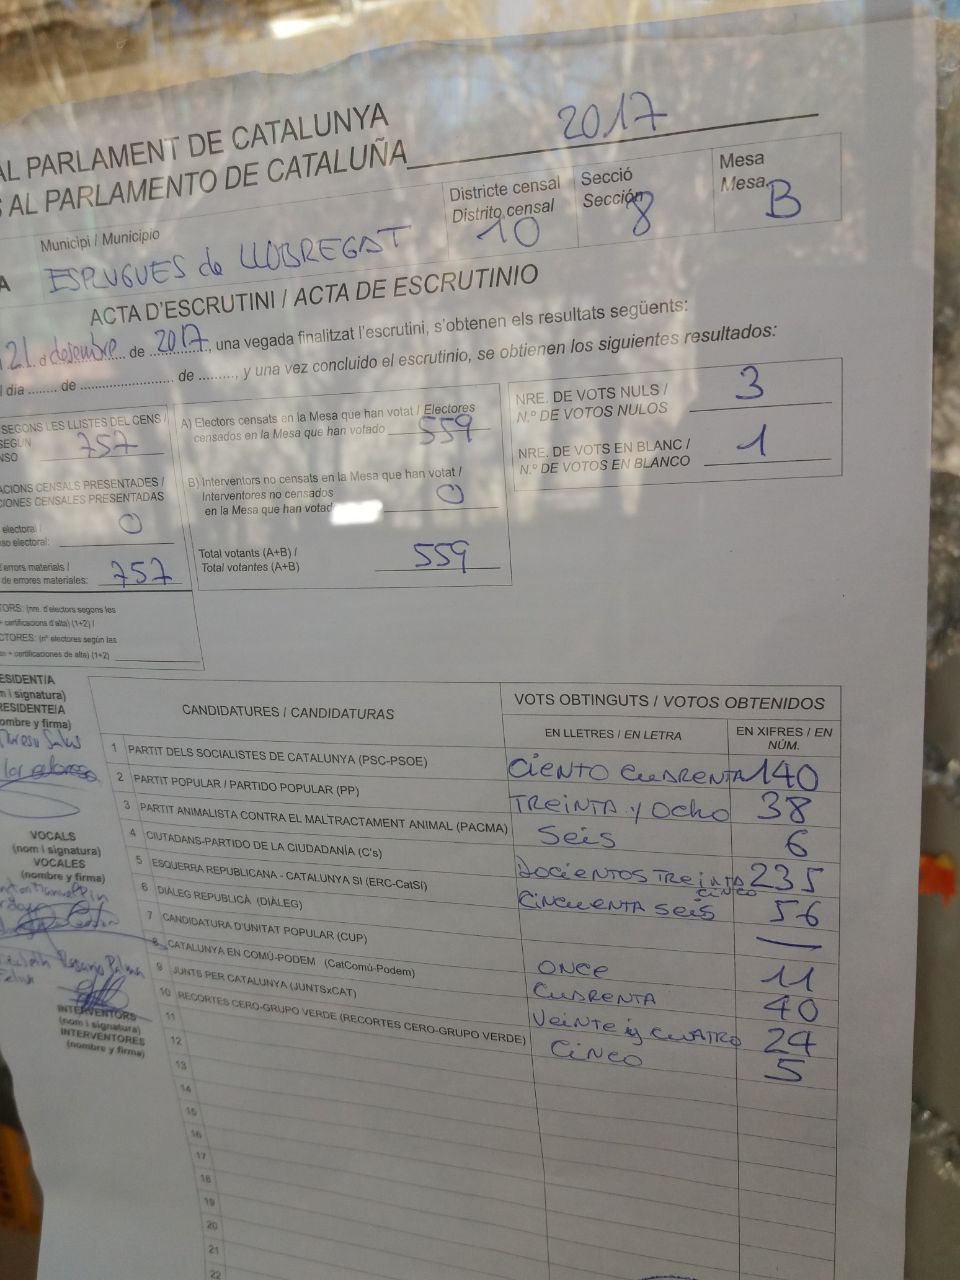 AL PARLAMENT DE CATALUNYA
S AL PARLAMENTO DE CATALUÑA 2017
Municipi / Municipio
ESPLUGUES de LLOBREGAT
Districte censal
Distrito censal
10
Secció
Sección
8
Mesa
Mesa
B
ACTA D'ESCRUTINI / ACTA DE ESCRUTINIO
21 d desembre de 2017, una vegada finalitzat l'escrutini, s'obtenen els resultats següents:
l dia ........ de .......................... de ........., y una vez concluido el escrutinio, se obtienen los siguientes resultados:
SEGONS LES LLISTES DEL CENS /
SEGÚN
NSO 757
ACIONS CENSALS PRESENTADES /
CIONES CENSALES PRESENTADAS
electoral /
so electoral: 0
d'errors materials /
de errores materiales: 757
TORS: (nre. d'electors segons les
+ certificacions d'alta) (1+2) /
CTORES: (nº electores según las
as + certificaciones de alta) (1+2)
A) Electors censats en la Mesa que han votat / Electores
censados en la Mesa que han votado 559
B) Interventors no censats en la Mesa que han votat /
Interventores no censados
en la Mesa que han votad 0
Total votants (A+B) /
Total votantes (A+B) 559
NRE. DE VOTS NULS /
N.º DE VOTOS NULOS 3
NRE. DE VOTS EN BLANC /
N.º DE VOTOS EN BLANCO 1
ESIDENT/A
m i signatura)
RESIDENTE/A
ombre y firma)
VOCALS
(nom i signatura)
VOCALES
(nombre y firma)
INTERVENTORS
(nom i signatura)
INTERVENTORES
(nombre y firma)
CANDIDATURES / CANDIDATURAS
VOTS OBTINGUTS / VOTOS OBTENIDOS
EN LLETRES / EN LETRA
EN XIFRES / EN NÚM.
1 PARTIT DELS SOCIALISTES DE CATALUNYA (PSC-PSOE) CIENTO CUARENTA 140
2 PARTIT POPULAR / PARTIDO POPULAR (PP) TREINTA y OCHO 38
3 PARTIT ANIMALISTA CONTRA EL MALTRACTAMENT ANIMAL (PACMA) SEIS 6
4 CIUTADANS-PARTIDO DE LA CIUDADANÍA (C's) DOCIENTOS TREINTA CINCO 235
5 ESQUERRA REPUBLICANA - CATALUNYA SI (ERC-CatSí) CINCUENTA SEIS 56
6 DIÀLEG REPUBLICÀ (DIÀLEG) —
7 CANDIDATURA D'UNITAT POPULAR (CUP) ONCE 11
8 CATALUNYA EN COMÚ-PODEM (CatComú-Podem) CUARENTA 40
9 JUNTS PER CATALUNYA (JUNTSxCAT) VEINTE y CUATRO 24
10 RECORTES CERO-GRUPO VERDE (RECORTES CERO-GRUPO VERDE) CINCO 5
11
12
13
14
15
16
17
18
19
20
21
22